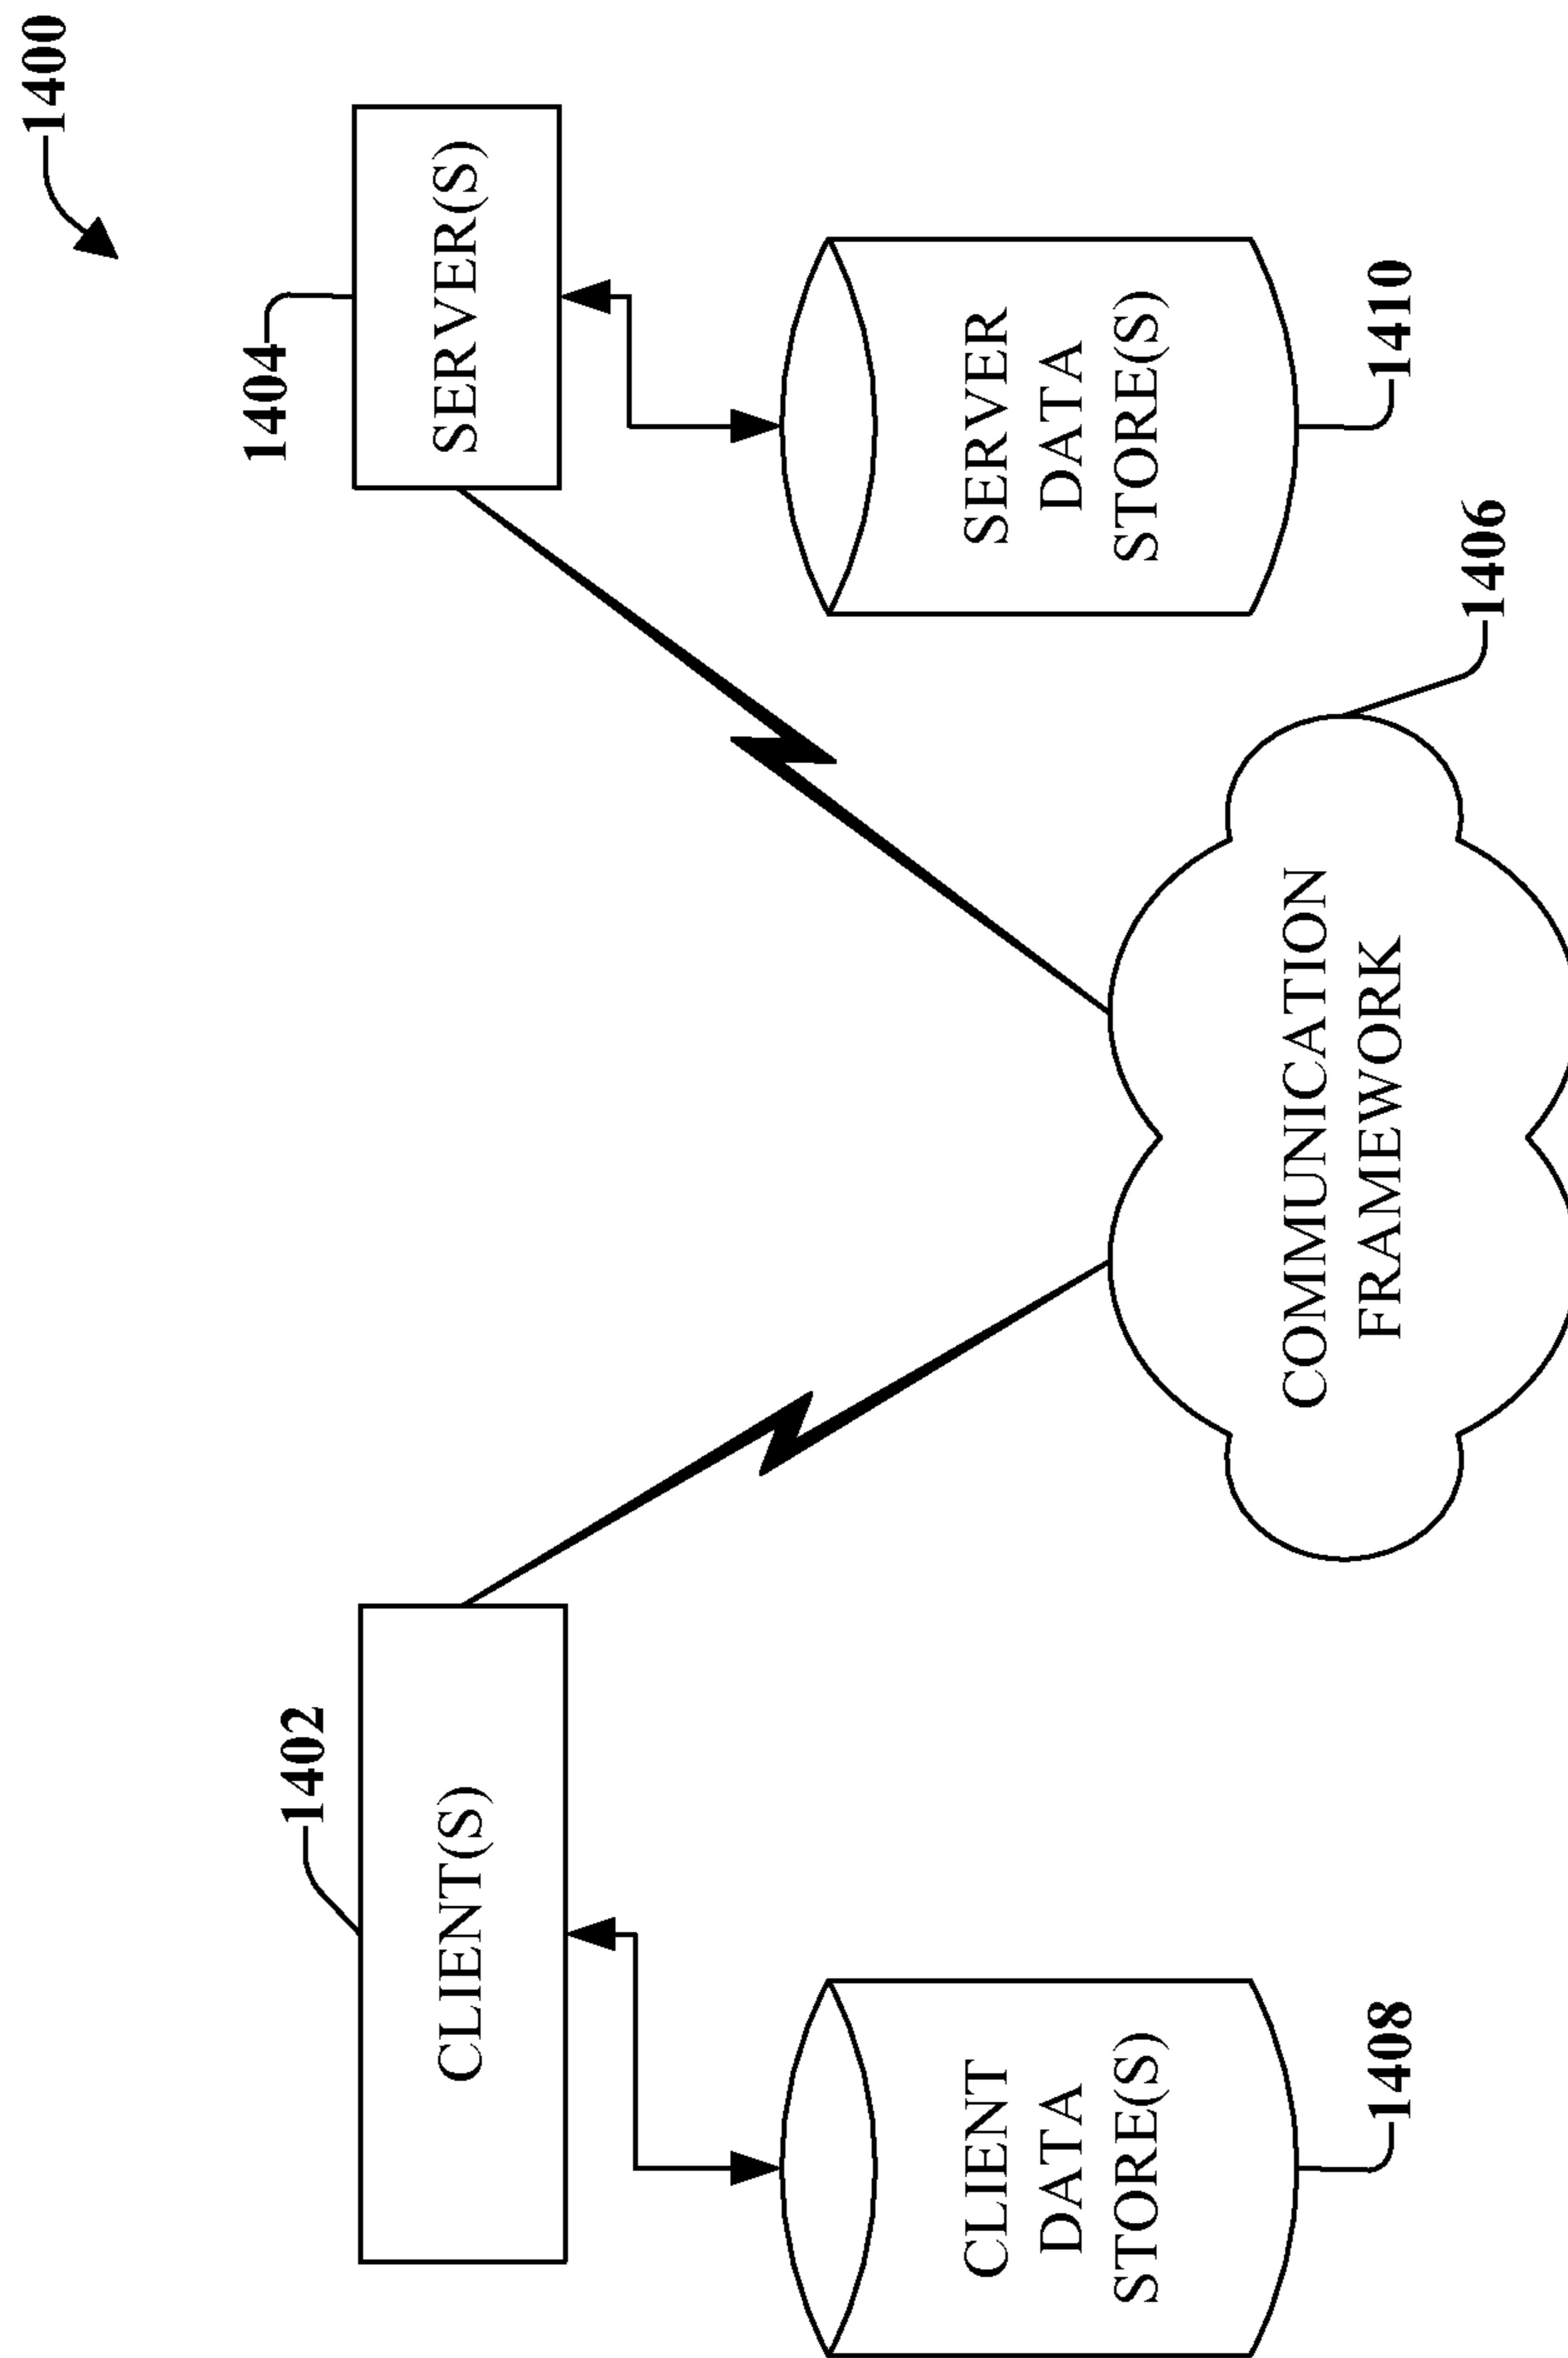 1400
1402
CLIENT(S)
1404
SERVER(S)
CLIENT
DATA
STORE(S)
1408
SERVER
DATA
STORE(S)
1410
COMMUNICATION
FRAMEWORK
1406